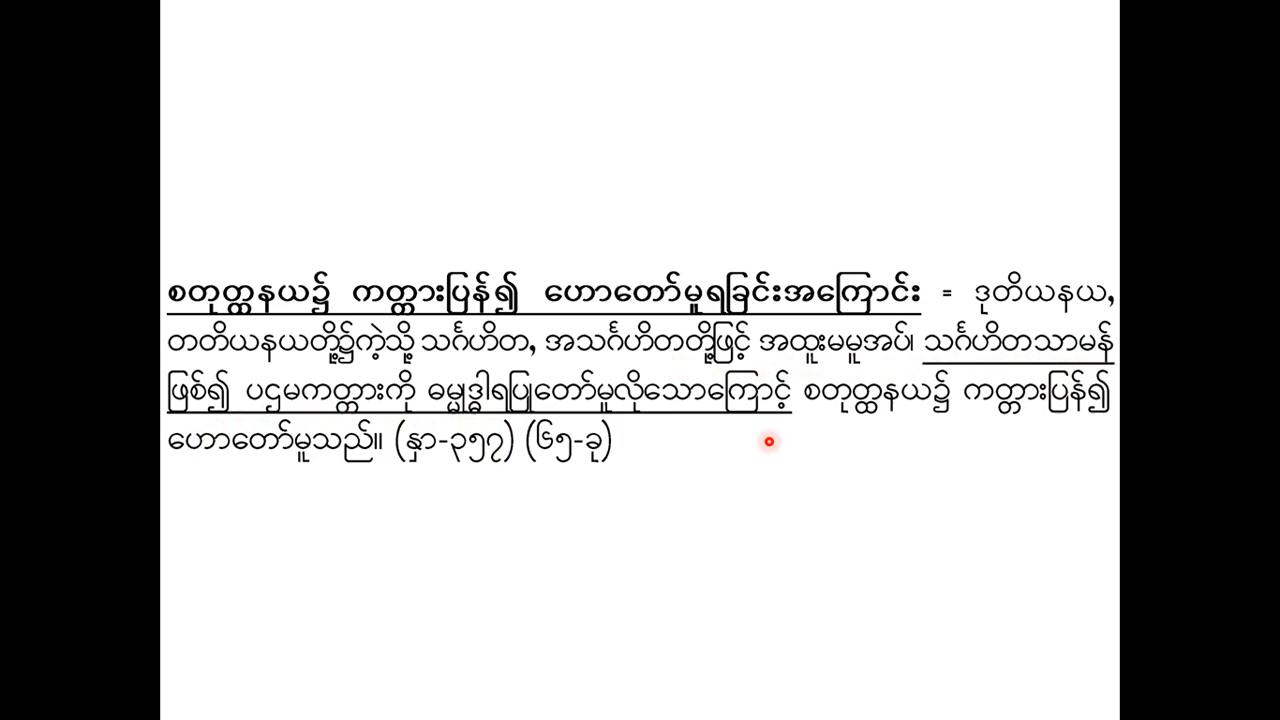 စတုတ္ထနယ၌ ကတ္တားပြန်၍ ဟောတော်မူရခြင်းအကြောင်း = ဒုတိယနယ,
တတိယနယတို့၌ကဲ့သို့ သင်္ဂဟိတ, အသင်္ဂဟိတတို့ဖြင့် အထူးမမူအပ်၊ သင်္ဂဟိတသာမန်
ဖြစ်၍ ပဌမကတ္တားကို ဓမ္မုဒ္ဓါရပြုတော်မူလိုသောကြောင့် စတုတ္ထနယ၌ ကတ္တားပြန်၍
ဟောတော်မူသည်။ (နှာ-၃၅၇) (၆၅-ခု)